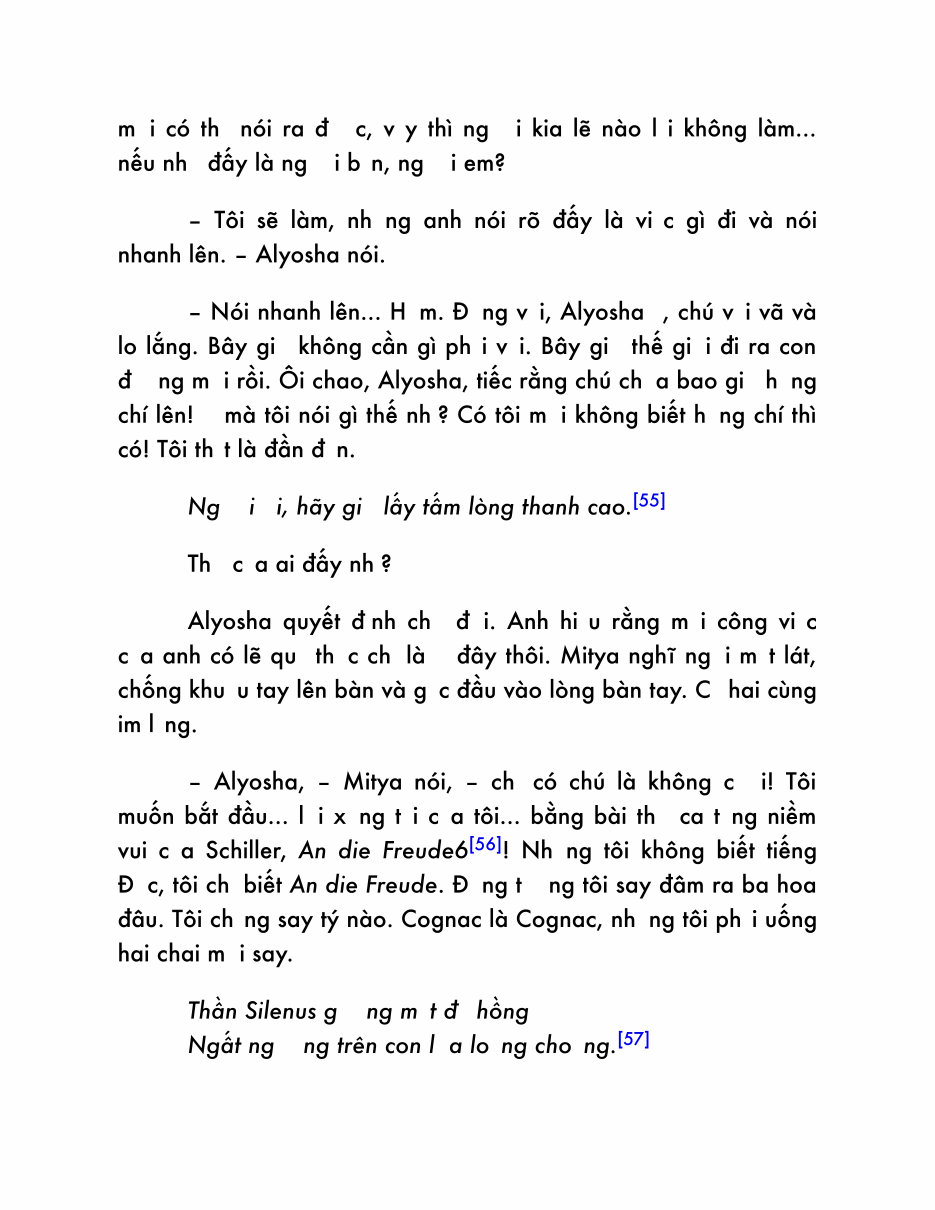 m i có th nói ra đ c, v y thì ng i kia lẽ nào l i không làm...
nếu nh đấy là ng i b n, ng i em?
– Tôi sẽ làm, nh ng anh nói rõ đấy là vi c gì đi và nói
nhanh lên. – Alyosha nói.
– Nói nhanh lên... H m. Đ ng v i, Alyosha , chú v i vã và
lo lắng. Bây gi không cần gì ph i v i. Bây gi thế gi i đi ra con
đ ng m i rồi. Ôi chao, Alyosha, tiếc rằng chú ch a bao gi h ng
chí lên! mà tôi nói gì thế nh ? Có tôi m i không biết h ng chí thì
có! Tôi th t là đần đ n.
Ng i i, hãy gi lấy tấm lòng thanh cao.[55]
Th c a ai đấy nh ?
Alyosha quyết đ nh ch đ i. Anh hi u rằng m i công vi c
c a anh có lẽ qu th c ch là đây thôi. Mitya nghĩ ng i m t lát,
chống khu u tay lên bàn và g c đầu vào lòng bàn tay. C hai cùng
im l ng.
– Alyosha, – Mitya nói, – ch có chú là không c i! Tôi
muốn bắt đầu... l i x ng t i c a tôi... bằng bài th ca t ng niềm
vui c a Schiller, An die Freude6[56]! Nh ng tôi không biết tiếng
Đ c, tôi ch biết An die Freude. Đ ng t ng tôi say đâm ra ba hoa
đâu. Tôi ch ng say tý nào. Cognac là Cognac, nh ng tôi ph i uống
hai chai m i say.
Thần Silenus g ng m t đ hồng
Ngất ng ng trên con l a lo ng cho ng.[57]